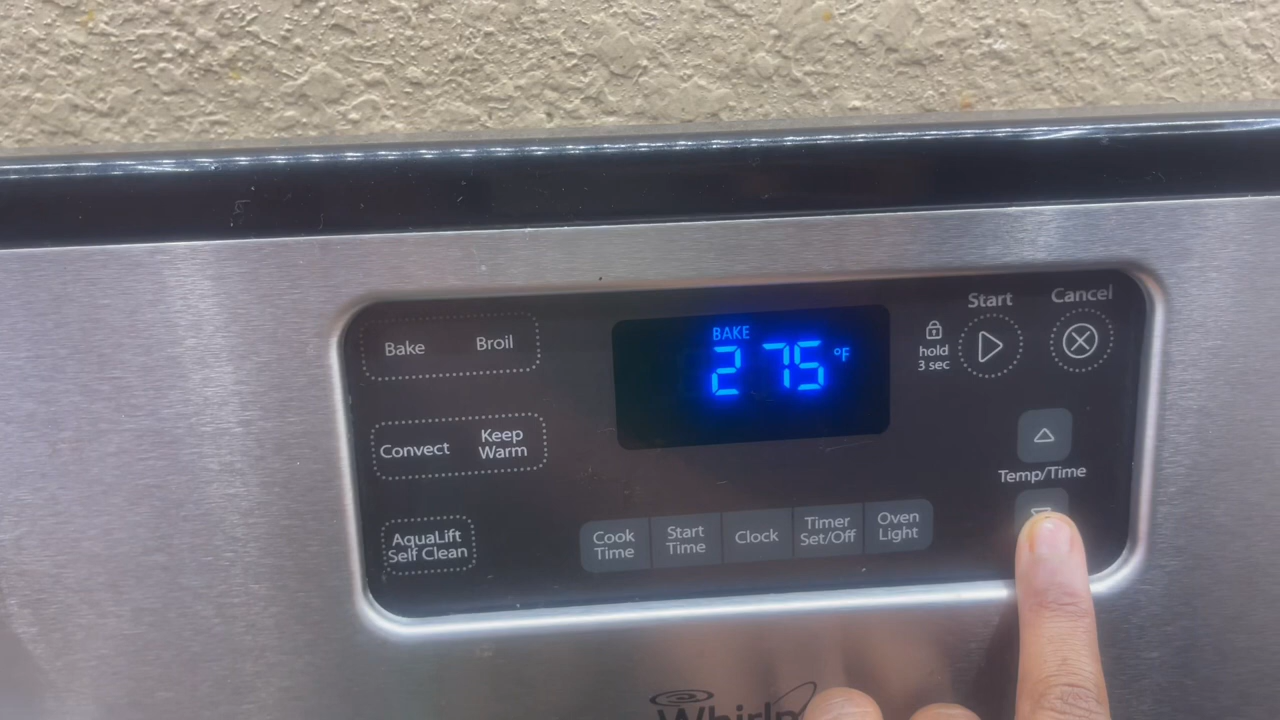 Bake
Broil
BAKE
275 °F
hold
3 sec
Start
Cancel
Convect
Keep
Warm
Temp/Time
AquaLift
Self Clean
Cook
Time
Start
Time
Clock
Timer
Set/Off
Oven
Light